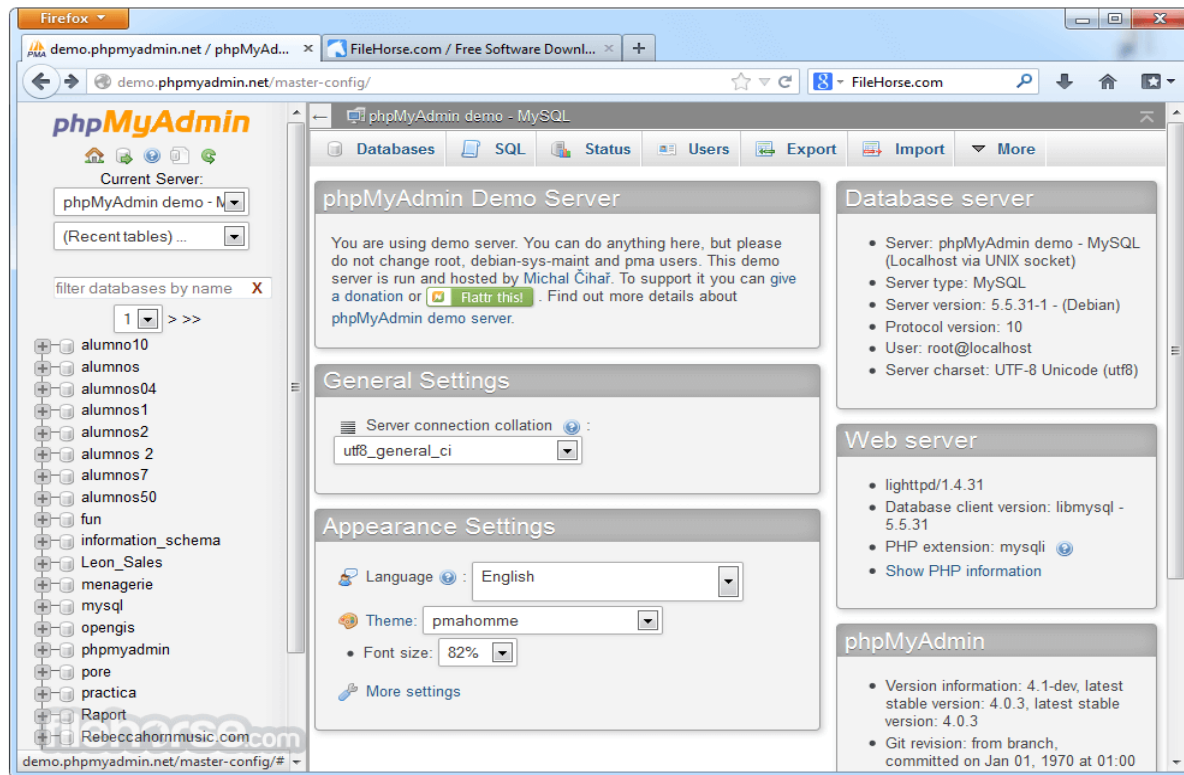 Firefox
demo.phpmyadmin.net / phpMyAd...
FileHorse.com / Free Software Downl...
demo.phpmyadmin.net/master-config/
FileHorse.com
phpMyAdmin
Current Server:
phpMyAdmin demo - M
(Recent tables) ...
filter databases by name X
1 > >>
alumno10
alumnos
alumnos04
alumnos1
alumnos2
alumnos 2
alumnos7
alumnos50
fun
information_schema
Leon_Sales
menagerie
mysql
opengis
phpmyadmin
pore
practica
Raport
Rebeccahornmusic.com
filehorse.com
demo.phpmyadmin.net/master-config/#
phpMyAdmin demo - MySQL
Databases SQL Status Users Export Import More
phpMyAdmin Demo Server
You are using demo server. You can do anything here, but please
do not change root, debian-sys-maint and pma users. This demo
server is run and hosted by Michal Čihař. To support it you can give
a donation or Flattr this! . Find out more details about
phpMyAdmin demo server.
General Settings
Server connection collation :
utf8_general_ci
Appearance Settings
Language : English
Theme: pmahomme
Font size: 82%
More settings
Database server
Server: phpMyAdmin demo - MySQL
(Localhost via UNIX socket)
Server type: MySQL
Server version: 5.5.31-1 - (Debian)
Protocol version: 10
User: root@localhost
Server charset: UTF-8 Unicode (utf8)
Web server
lighttpd/1.4.31
Database client version: libmysql -
5.5.31
PHP extension: mysqli
Show PHP information
phpMyAdmin
Version information: 4.1-dev, latest
stable version: 4.0.3, latest stable
version: 4.0.3
Git revision: from branch,
committed on Jan 01, 1970 at 01:00